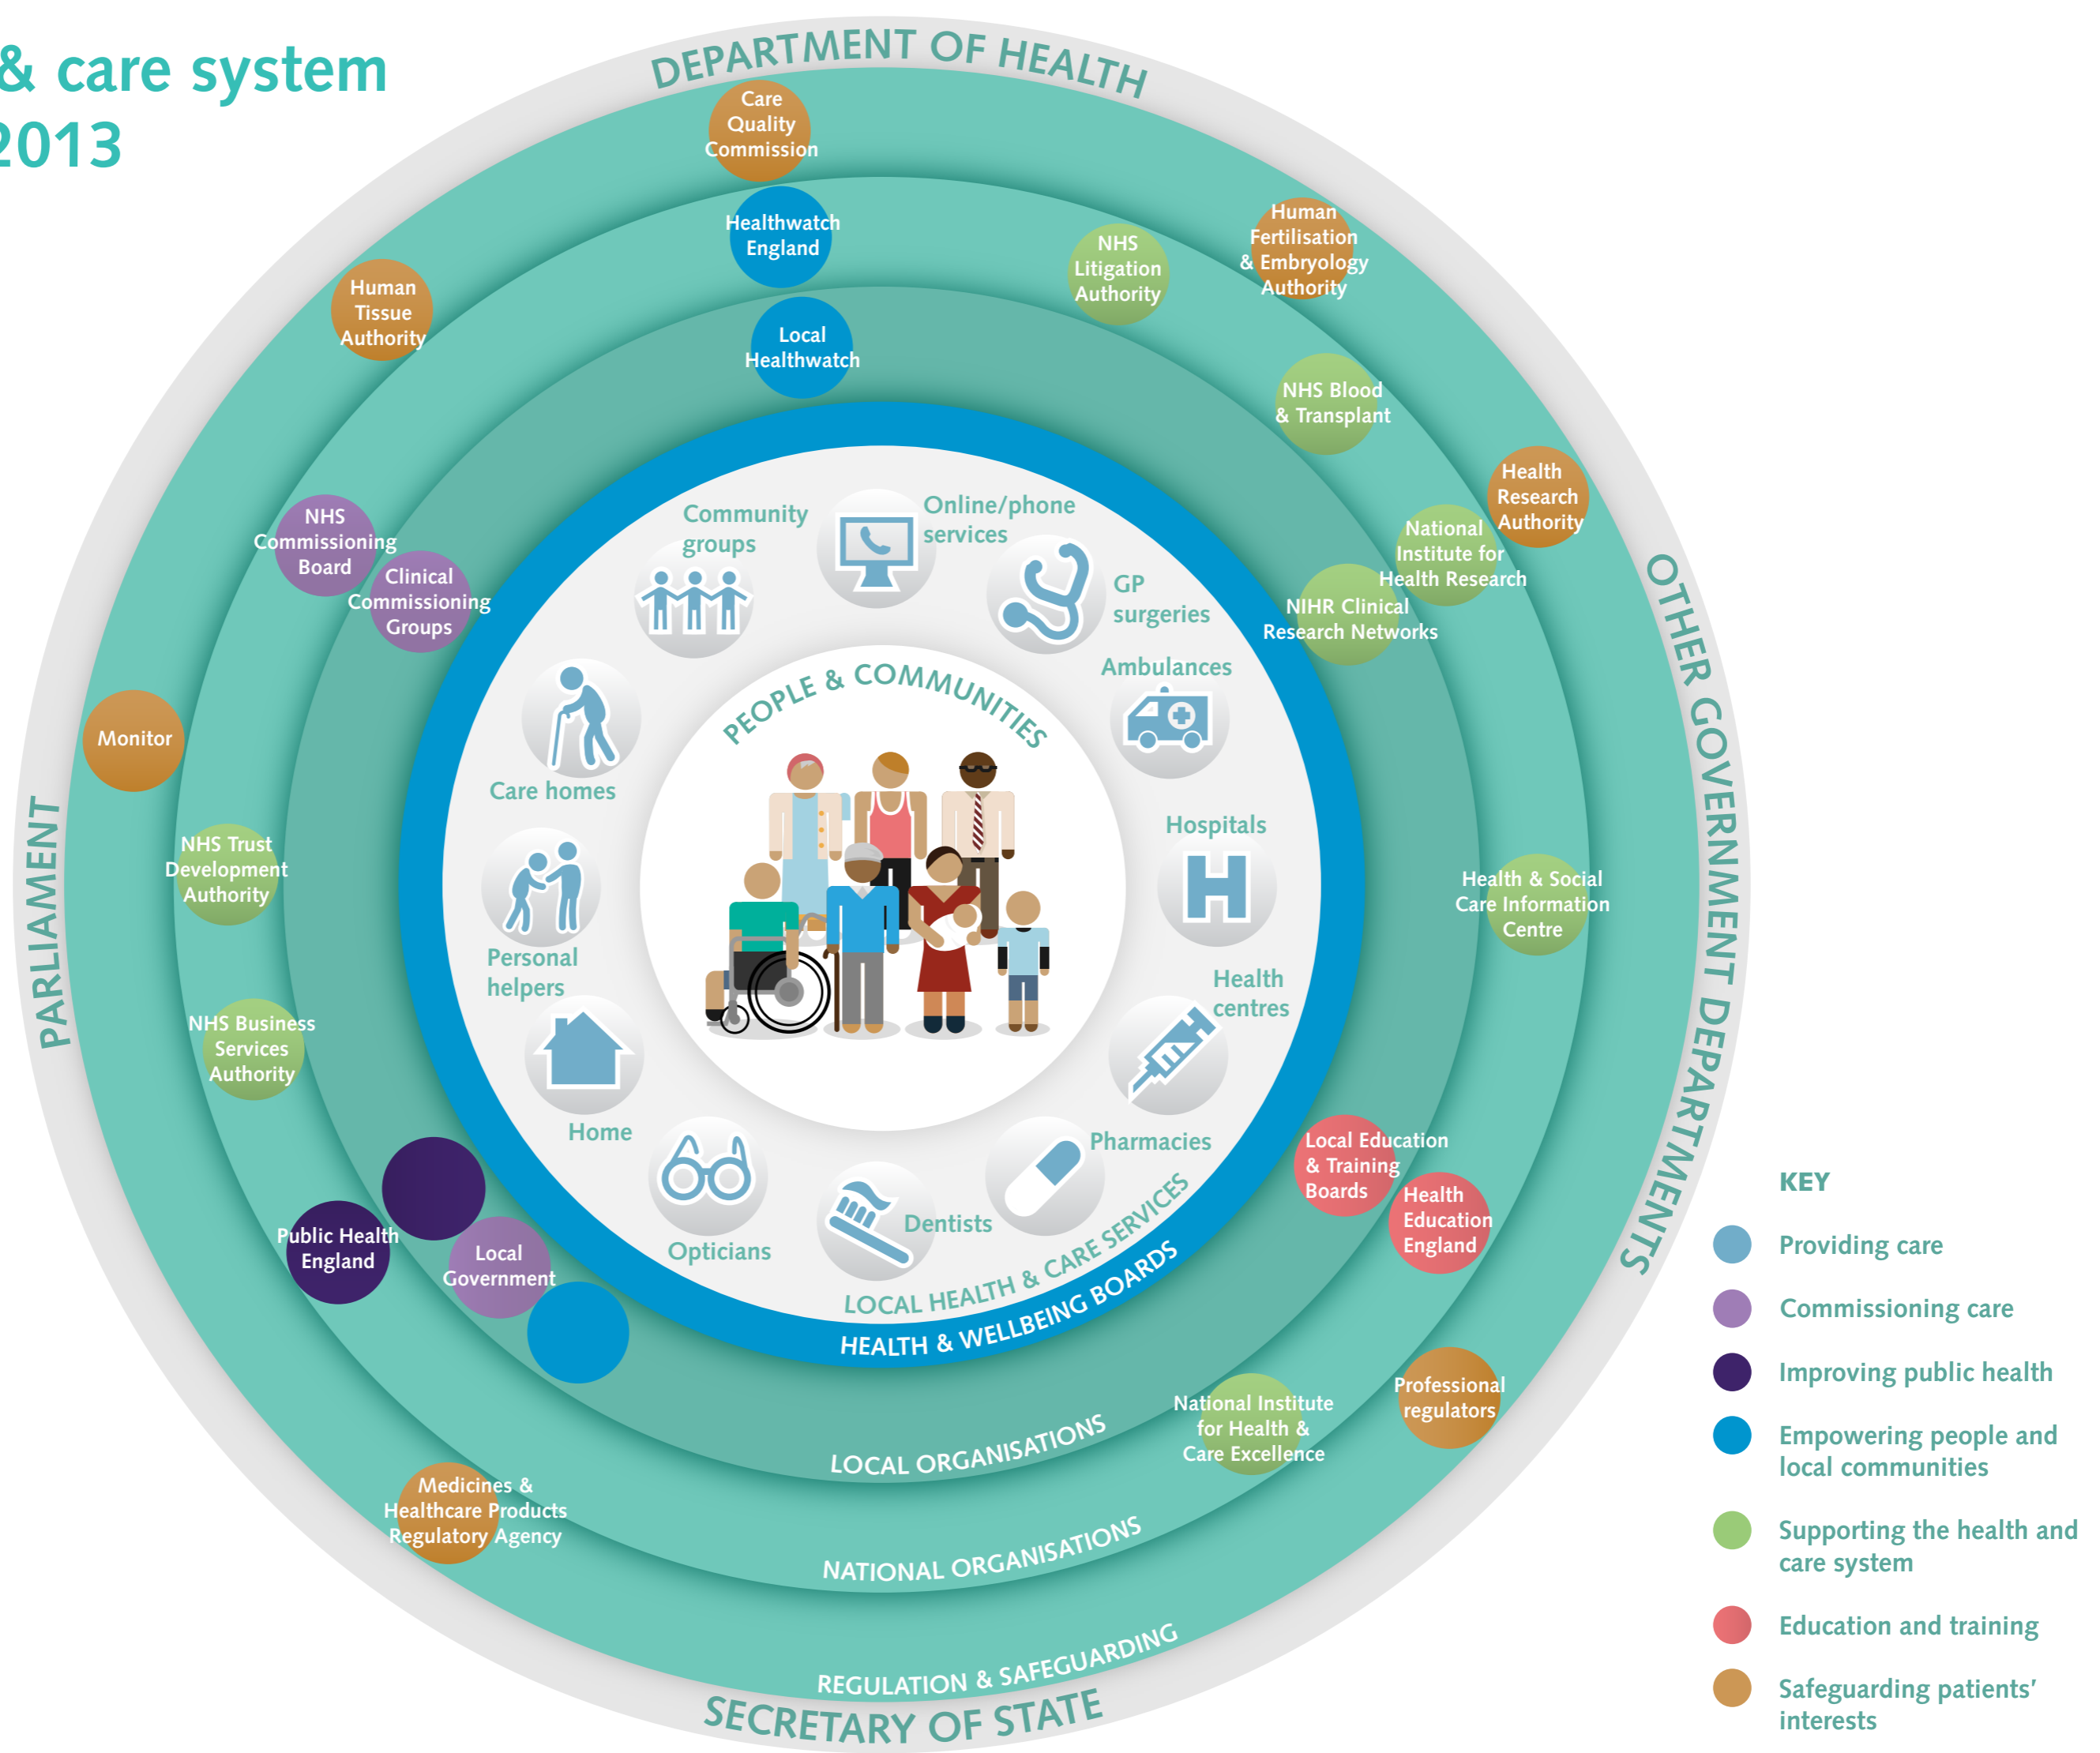 & care system
2013
DEPARTMENT OF HEALTH
Care
Quality
Commission
Healthwatch
England
Local
Healthwatch
Human
Tissue
Authority
NHS
Litigation
Authority
Human
Fertilisation
& Embryology
Authority
NHS Blood
& Transplant
Health
Research
Authority
National
Institute for
Health Research
NIHR Clinical
Research Networks
NHS
Commissioning
Board
Clinical
Commissioning
Groups
Monitor
PARLIAMENT
NHS Trust
Development
Authority
NHS Business
Services
Authority
Community
groups
Online/phone
services
GP
surgeries
Ambulances
Hospitals
Health
centres
Pharmacies
Dentists
Opticians
Home
Personal
helpers
Care homes
PEOPLE & COMMUNITIES
OTHER GOVERNMENT DEPARTMENTS
Health & Social
Care Information
Centre
Local Education
& Training
Boards
Health
Education
England
Public Health
England
Local
Government
LOCAL HEALTH & CARE SERVICES
HEALTH & WELLBEING BOARDS
Professional
regulators
National Institute
for Health &
Care Excellence
LOCAL ORGANISATIONS
Medicines &
Healthcare Products
Regulatory Agency
NATIONAL ORGANISATIONS
REGULATION & SAFEGUARDING
SECRETARY OF STATE
KEY
Providing care
Commissioning care
Improving public health
Empowering people and
local communities
Supporting the health and
care system
Education and training
Safeguarding patients'
interests